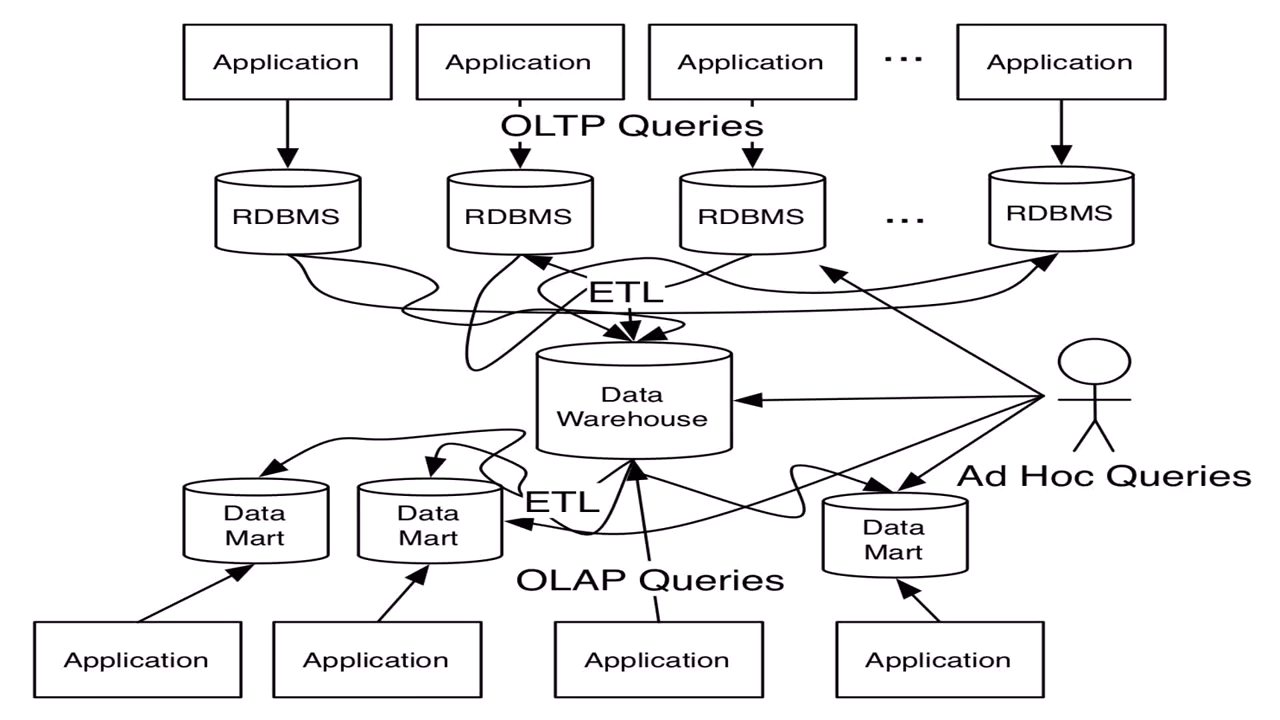 Application
Application
Application
...
Application
OLTP Queries
RDBMS
RDBMS
RDBMS
...
RDBMS
ETL
Data
Warehouse
Ad Hoc Queries
Data
Mart
Data
Mart
ETL
Data
Mart
OLAP Queries
Application
Application
Application
Application